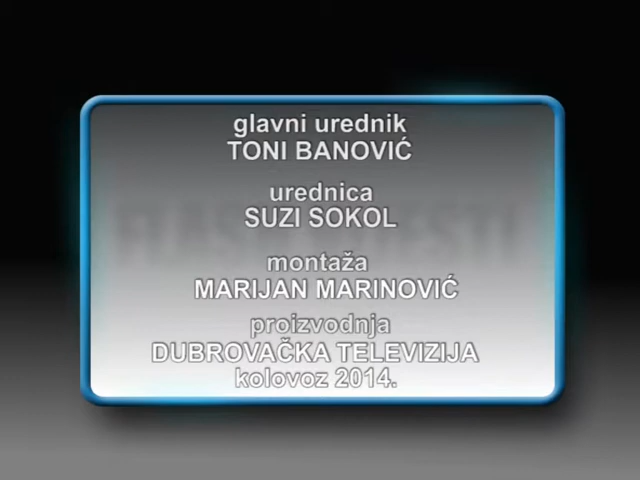 glavni urednik
TONI BANOVIĆ
urednica
SUZI SOKOL
montaža
MARIJAN MARINOVIĆ
proizvodnja
DUBROVAČKA TELEVIZIJA
kolovoz 2014.